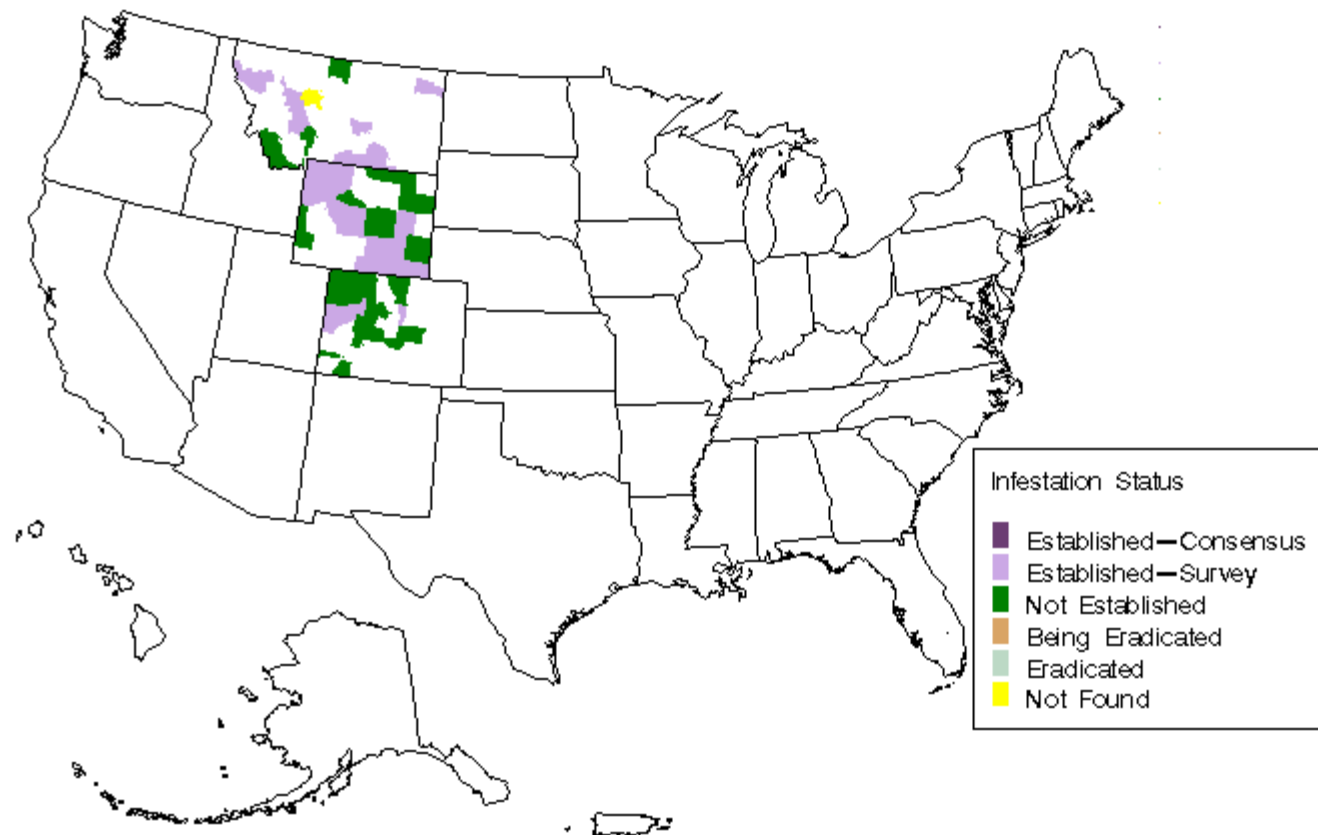 Infestation Status
Established—Consensus
Established—Survey
Not Established
Being Eradicated
Eradicated
Not Found